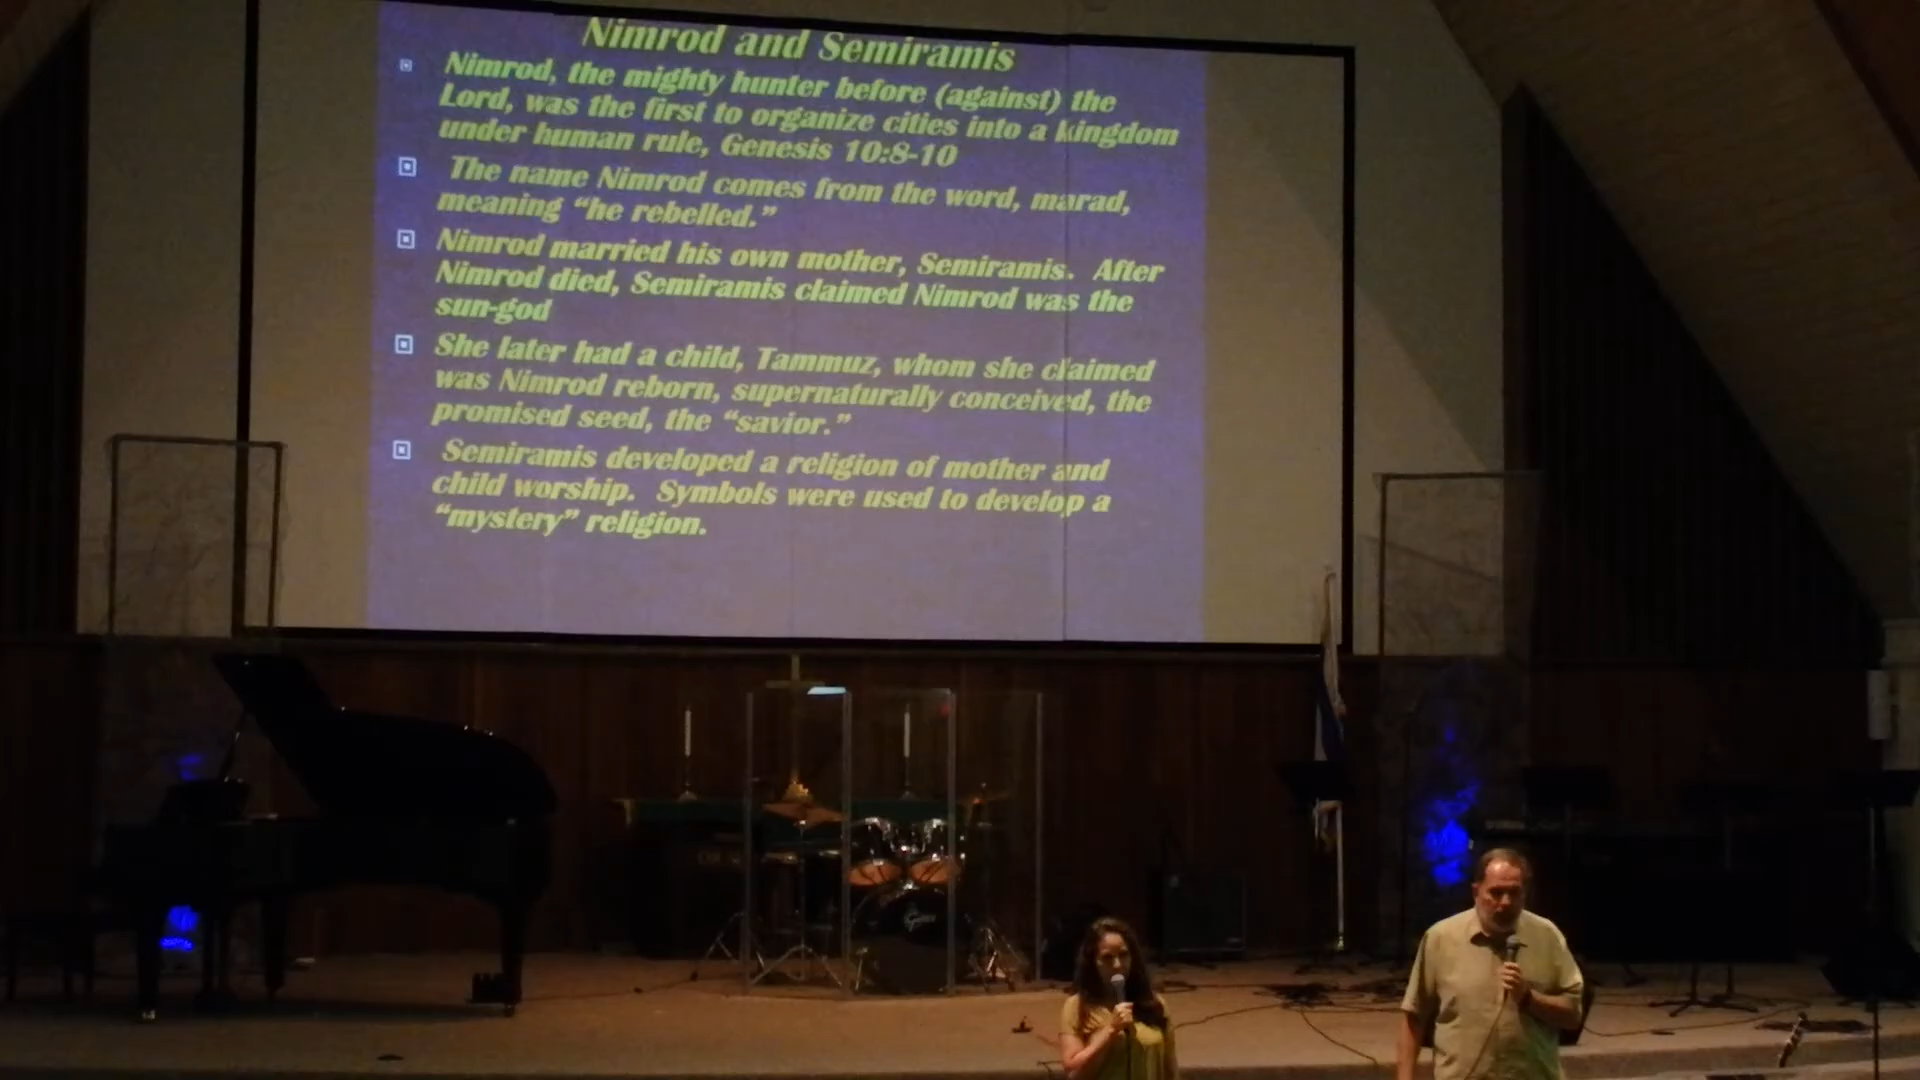 Nimrod and Semiramis
Nimrod, the mighty hunter before (against) the
Lord, was the first to organize cities into a kingdom
under human rule, Genesis 10:8-10
The name Nimrod comes from the word, marad,
meaning “he rebelled.”
Nimrod married his own mother, Semiramis. After
Nimrod died, Semiramis claimed Nimrod was the
sun-god
She later had a child, Tammuz, whom she claimed
was Nimrod reborn, supernaturally conceived, the
promised seed, the “savior.”
Semiramis developed a religion of mother and
child worship. Symbols were used to develop a
“mystery” religion.